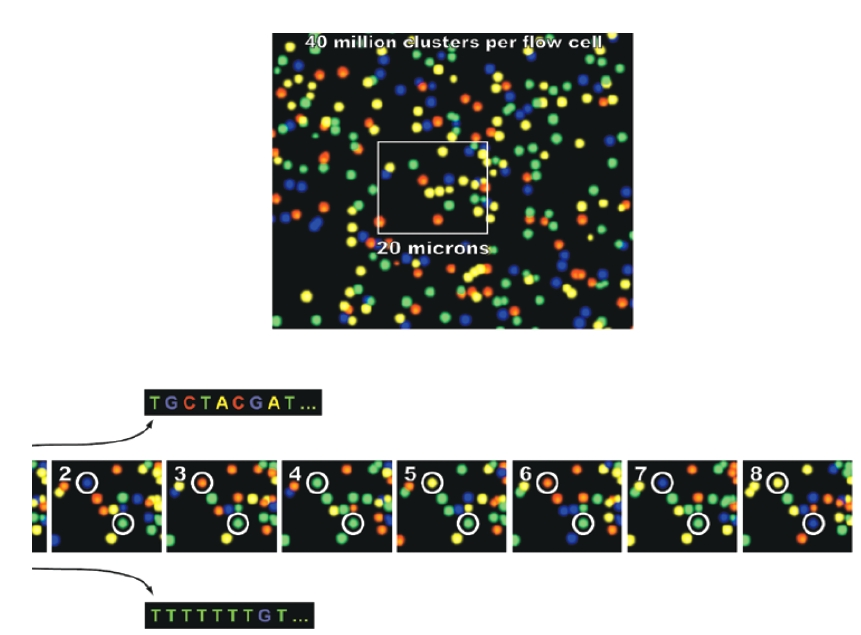 40 million clusters per flow cell
20 microns
TGCTACGAT...
2 3 4 5 6 7 8
TTTTTTTGT...